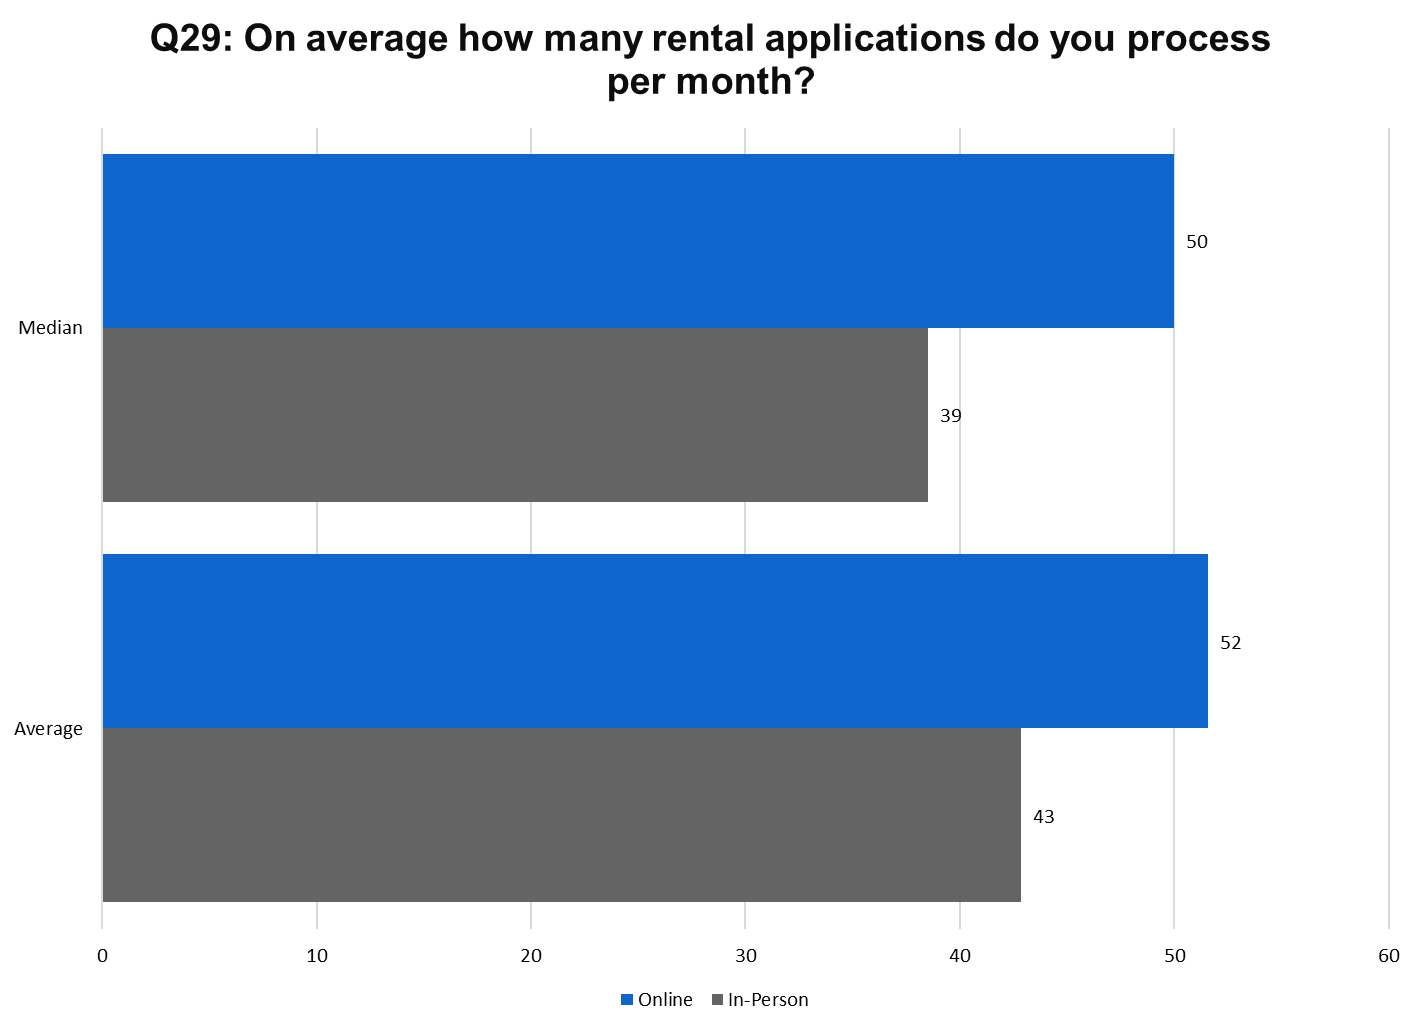 Q29: On average how many rental applications do you process
per month?
50
Median
39
52
Average
43
0 10 20 30 40 50 60
Online In-Person